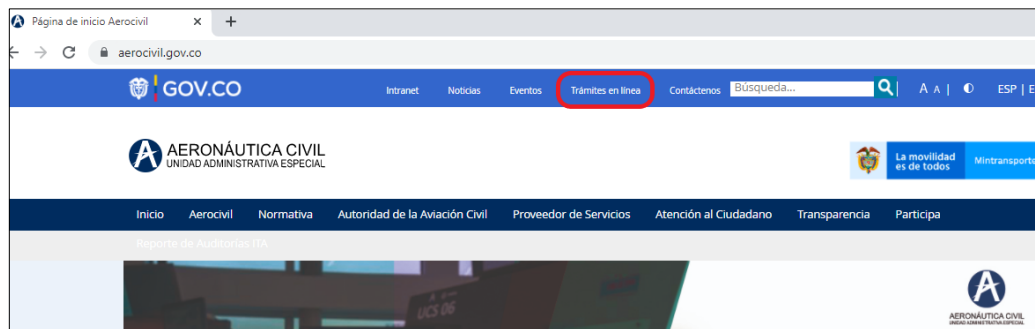 Página de inicio Aerocivil
aerocivil.gov.co
GOV.CO Intranet Noticias Eventos Trámites en línea Contáctenos Búsqueda... A A | ESP | E
AERONÁUTICA CIVIL
UNIDAD ADMINISTRATIVA ESPECIAL
La movilidad
es de todos
Mintransporte
Inicio Aerocivil Normativa Autoridad de la Aviación Civil Proveedor de Servicios Atención al Ciudadano Transparencia Participa
Reporte de Auditorías ITA
UCS 06
AERONÁUTICA CIVIL
UNIDAD ADMINISTRATIVA ESPECIAL